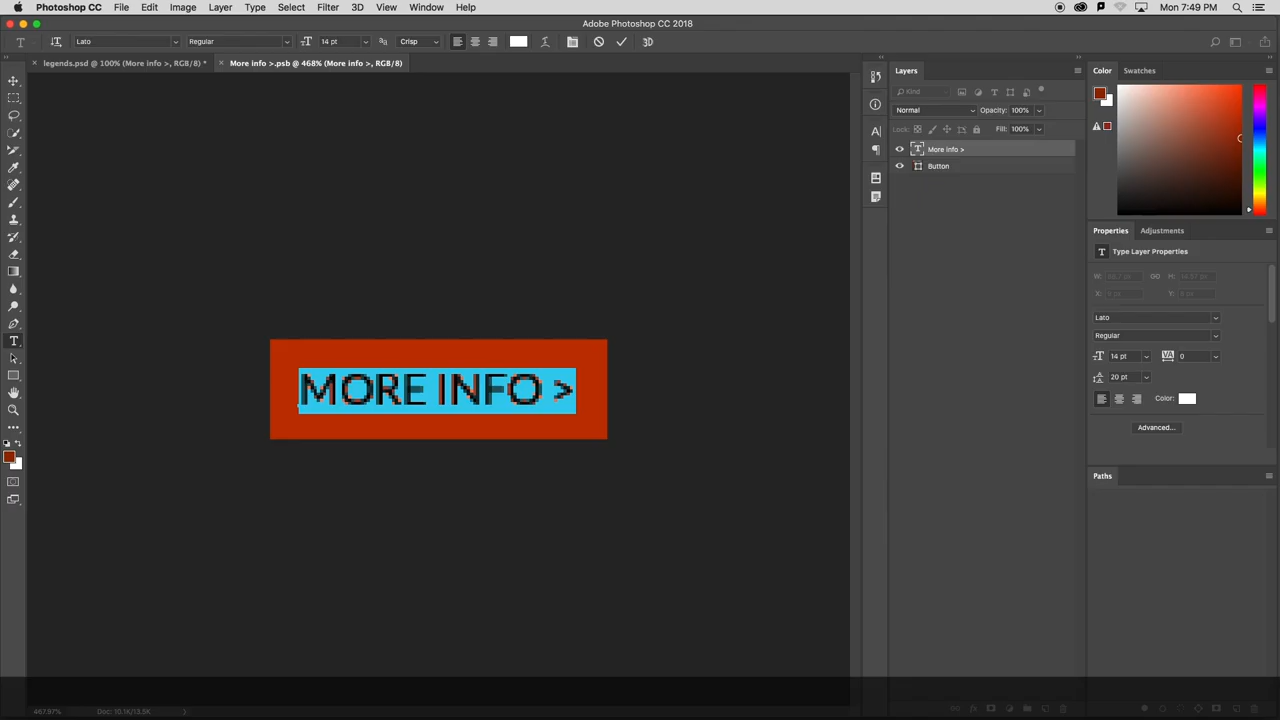 Photoshop CC File Edit Image Layer Type Select Filter 3D View Window Help Mon 7:49 PM
Adobe Photoshop CC 2018
Lato Regular 14 pt Crisp 3D
legends.psd @ 100% (More info >, RGB/8) * More info >.psb @ 468% (More info >, RGB/8)
Layers
Kind
Normal Opacity: 100%
Lock: Fill: 100%
More info >
Button
Color Swatches
Properties Adjustments
Type Layer Properties
W: H:
X: Y:
Lato
Regular
14 pt VA 0
20 pt
Color:
Advanced...
Paths
MORE INFO >
467.97% Doc: 10.1K/13.5K